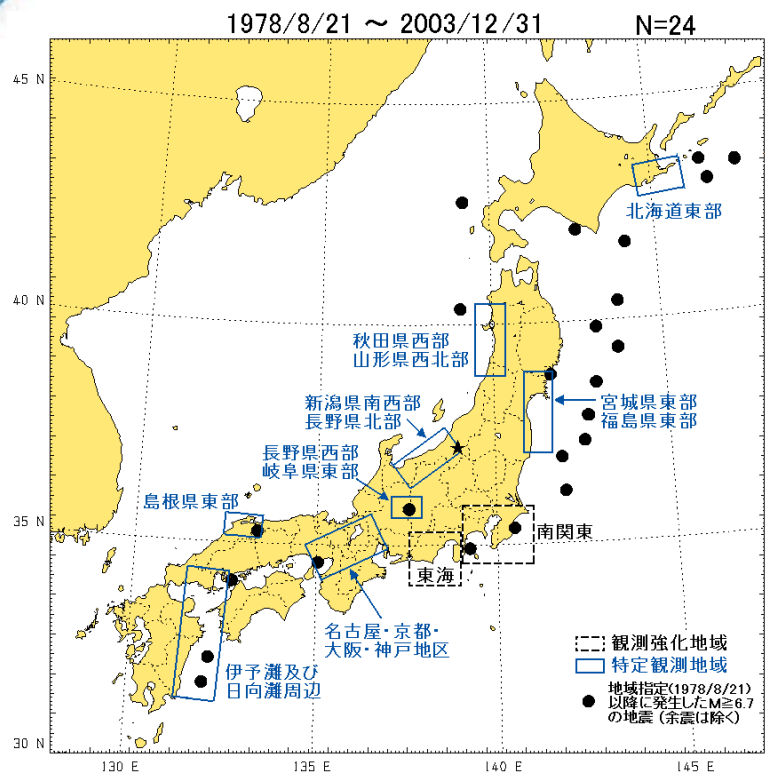 1978/8/21 ～ 2003/12/31 N=24
45 N
北海道東部
40 N
秋田県西部
山形県西北部
新潟県南西部
長野県北部
宮城県東部
福島県東部
長野県西部
岐阜県東部
島根県東部
35 N
南関東
東海
名古屋・京都・
大阪・神戸地区
伊予灘及び
日向灘周辺
観測強化地域
特定観測地域
地域指定(1978/8/21)
以降に発生したM≧6.7
の地震 (余震は除く)
30 N
130 E 135 E 140 E 145 E